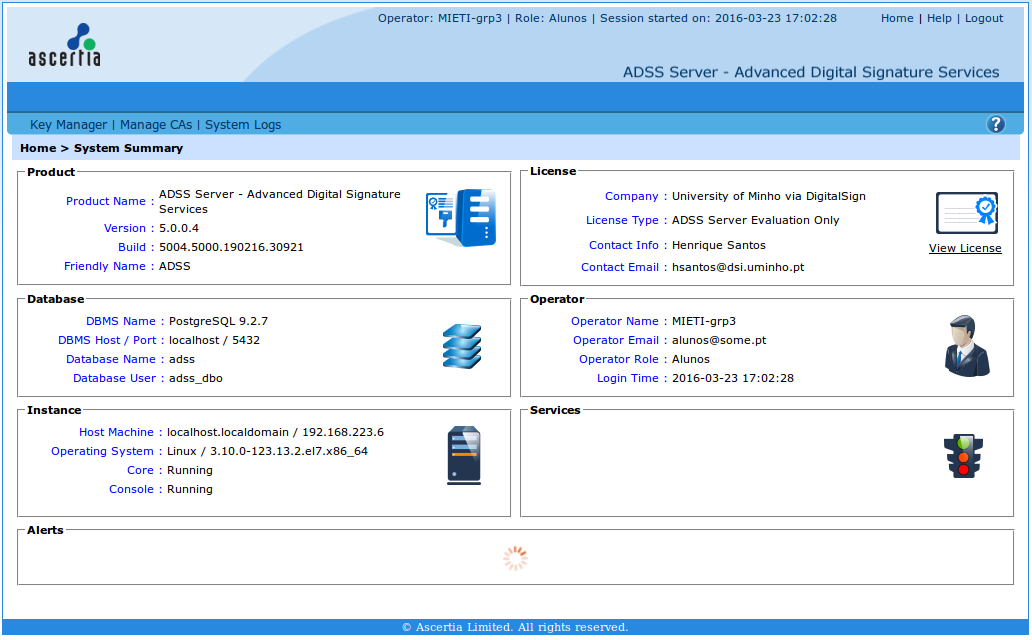 Operator: MIETI-grp3 | Role: Alunos | Session started on: 2016-03-23 17:02:28 Home | Help | Logout
ascertia
ADSS Server - Advanced Digital Signature Services
Key Manager | Manage CAs | System Logs ?
Home > System Summary
Product
Product Name : ADSS Server - Advanced Digital Signature
Services
Version : 5.0.0.4
Build : 5004.5000.190216.30921
Friendly Name : ADSS
License
Company : University of Minho via DigitalSign
License Type : ADSS Server Evaluation Only
Contact Info : Henrique Santos
Contact Email : hsantos@dsi.uminho.pt
View License
Database
DBMS Name : PostgreSQL 9.2.7
DBMS Host / Port : localhost / 5432
Database Name : adss
Database User : adss_dbo
Operator
Operator Name : MIETI-grp3
Operator Email : alunos@some.pt
Operator Role : Alunos
Login Time : 2016-03-23 17:02:28
Instance
Host Machine : localhost.localdomain / 192.168.223.6
Operating System : Linux / 3.10.0-123.13.2.el7.x86_64
Core : Running
Console : Running
Services
Alerts
© Ascertia Limited. All rights reserved.